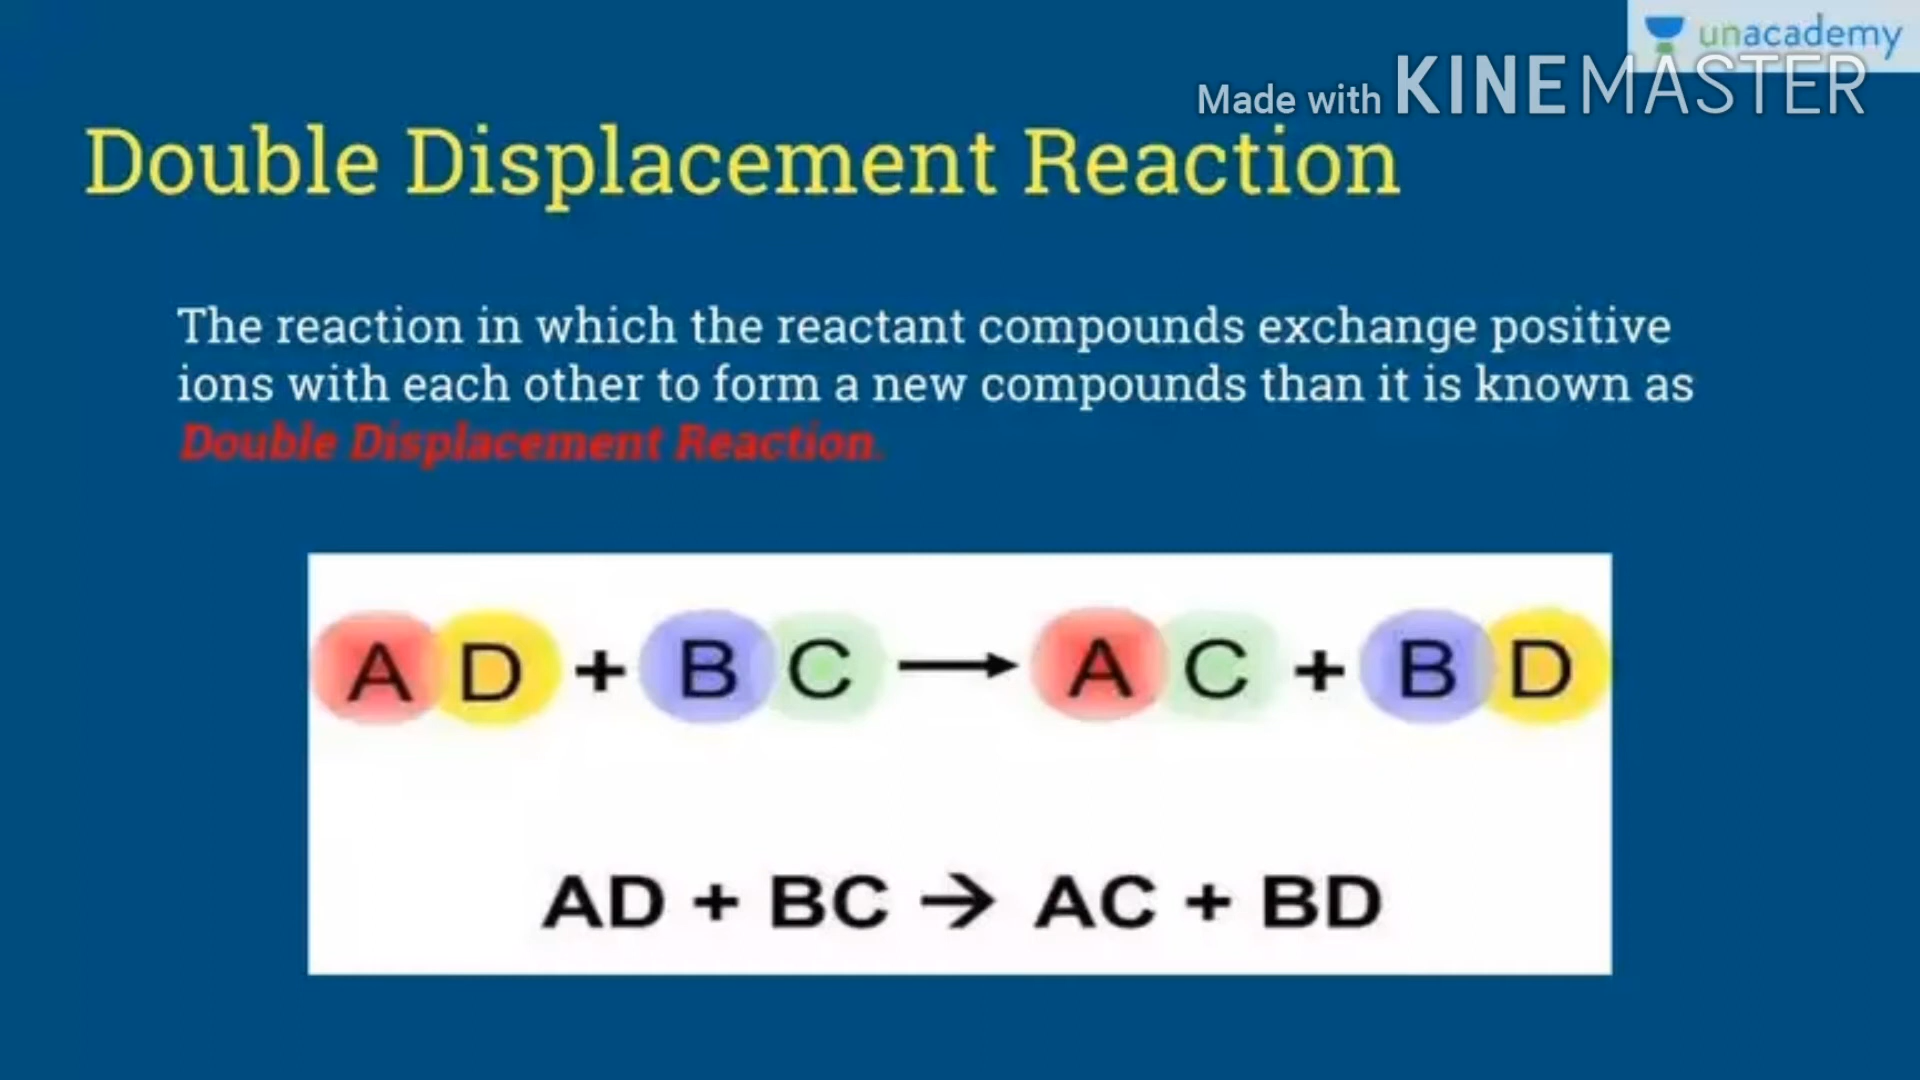 unacademy
Made with KINEMASTER
Double Displacement Reaction
The reaction in which the reactant compounds exchange positive
ions with each other to form a new compounds than it is known as
Double Displacement Reaction.
A D + B C → A C + B D
AD + BC → AC + BD